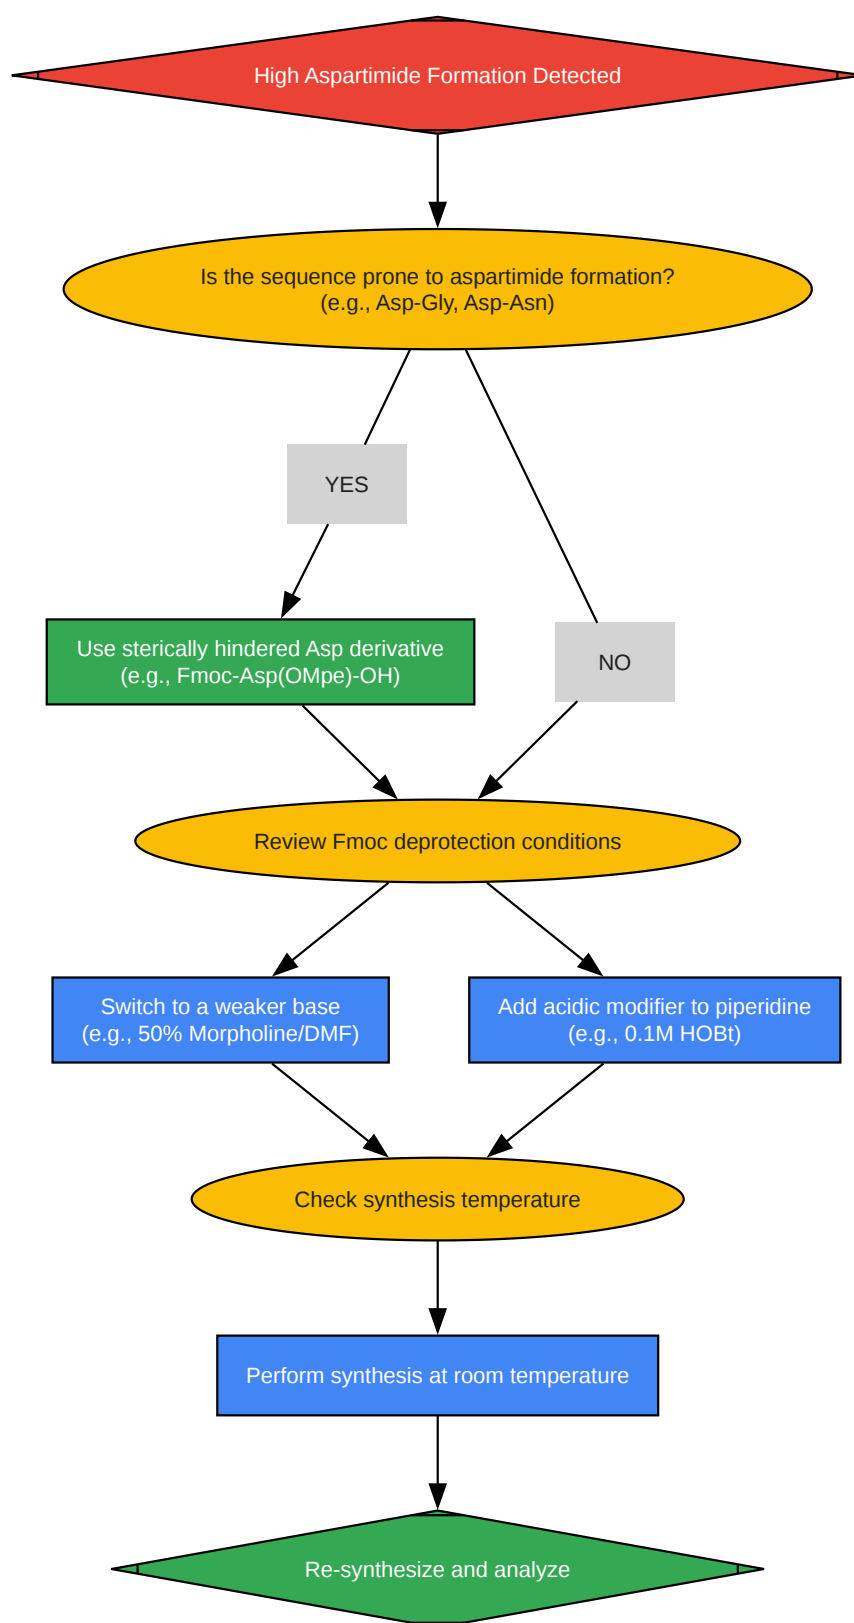 High Aspartimide Formation Detected
Is the sequence prone to aspartimide formation?
(e.g., Asp-Gly, Asp-Asn)
YES
Use sterically hindered Asp derivative
(e.g., Fmoc-Asp(OMpe)-OH)
NO
Review Fmoc deprotection conditions
Switch to a weaker base
(e.g., 50% Morpholine/DMF)
Add acidic modifier to piperidine
(e.g., 0.1M HOBt)
Check synthesis temperature
Perform synthesis at room temperature
Re-synthesize and analyze